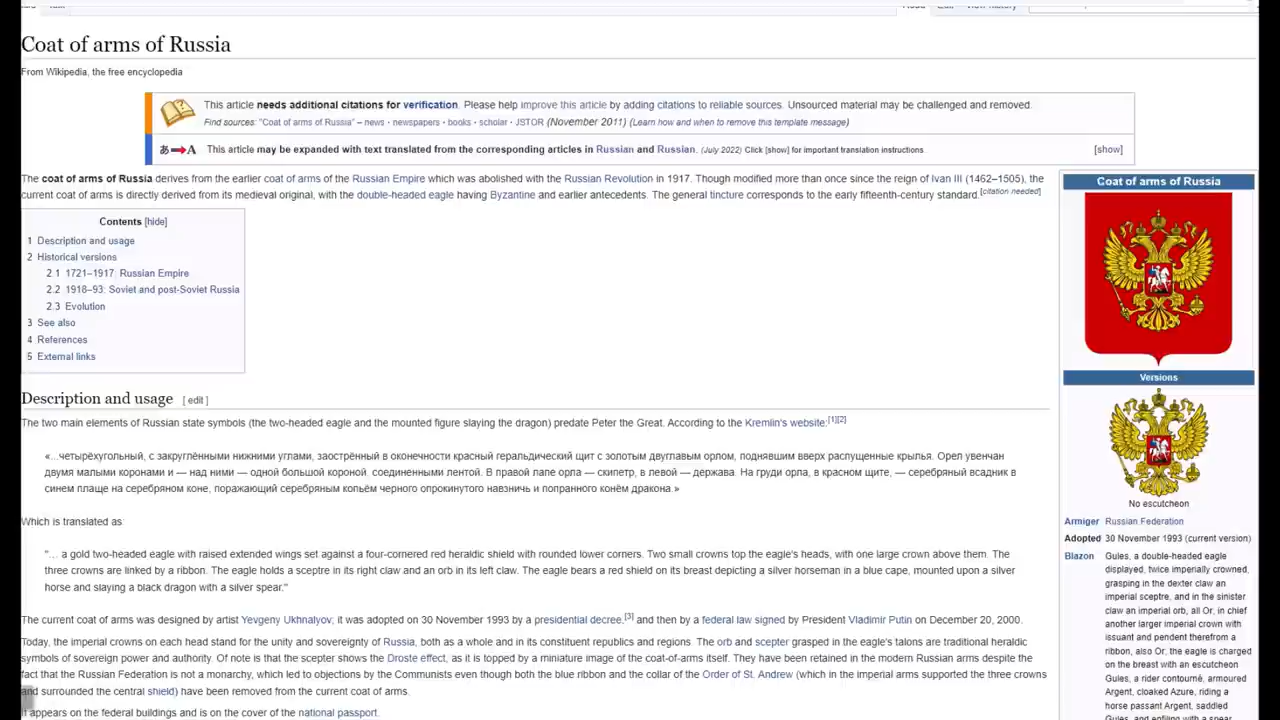 Coat of arms of Russia
From Wikipedia, the free encyclopedia
This article needs additional citations for verification. Please help improve this article by adding citations to reliable sources. Unsourced material may be challenged and removed.
Find sources: "Coat of arms of Russia" – news · newspapers · books · scholar · JSTOR (November 2011) (Learn how and when to remove this template message)
あ A This article may be expanded with text translated from the corresponding articles in Russian and Russian. (July 2022) Click [show] for important translation instructions. [show]
The coat of arms of Russia derives from the earlier coat of arms of the Russian Empire which was abolished with the Russian Revolution in 1917. Though modified more than once since the reign of Ivan III (1462–1505), the
current coat of arms is directly derived from its medieval original, with the double-headed eagle having Byzantine and earlier antecedents. The general tincture corresponds to the early fifteenth-century standard.[citation needed]
Contents [hide]
1 Description and usage
2 Historical versions
2.1 1721–1917: Russian Empire
2.2 1918–93: Soviet and post-Soviet Russia
2.3 Evolution
3 See also
4 References
5 External links
Description and usage [ edit ]
The two main elements of Russian state symbols (the two-headed eagle and the mounted figure slaying the dragon) predate Peter the Great. According to the Kremlin's website:[1][2]
«...четырёхугольный, с закруглёнными нижними углами, заострённый в оконечности красный геральдический щит с золотым двуглавым орлом, поднявшим вверх распущенные крылья. Орел увенчан
двумя малыми коронами и — над ними — одной большой короной, соединенными лентой. В правой лапе орла — скипетр, в левой — держава. На груди орла, в красном щите, — серебряный всадник в
синем плаще на серебряном коне, поражающий серебряным копьём черного опрокинутого навзничь и попранного конём дракона.»
Which is translated as
"... a gold two-headed eagle with raised extended wings set against a four-cornered red heraldic shield with rounded lower corners. Two small crowns top the eagle's heads, with one large crown above them. The
three crowns are linked by a ribbon. The eagle holds a sceptre in its right claw and an orb in its left claw. The eagle bears a red shield on its breast depicting a silver horseman in a blue cape, mounted upon a silver
horse and slaying a black dragon with a silver spear."
The current coat of arms was designed by artist Yevgeny Ukhnalyov; it was adopted on 30 November 1993 by a presidential decree,[3] and then by a federal law signed by President Vladimir Putin on December 20, 2000.
Today, the imperial crowns on each head stand for the unity and sovereignty of Russia, both as a whole and in its constituent republics and regions. The orb and scepter grasped in the eagle's talons are traditional heraldic
symbols of sovereign power and authority. Of note is that the scepter shows the Droste effect, as it is topped by a miniature image of the coat-of-arms itself. They have been retained in the modern Russian arms despite the
fact that the Russian Federation is not a monarchy, which led to objections by the Communists even though both the blue ribbon and the collar of the Order of St. Andrew (which in the imperial arms supported the three crowns
and surrounded the central shield) have been removed from the current coat of arms.
It appears on the federal buildings and is on the cover of the national passport.
Coat of arms of Russia
Versions
No escutcheon
Armiger Russian Federation
Adopted 30 November 1993 (current version)
Blazon Gules, a double-headed eagle
displayed, twice imperially crowned,
grasping in the dexter claw an
imperial sceptre, and in the sinister
claw an imperial orb, all Or, in chief
another larger imperial crown with
issuant and pendent therefrom a
ribbon, also Or; the eagle is charged
on the breast with an escutcheon
Gules, a rider contourné, armoured
Argent, cloaked Azure, riding a
horse passant Argent, saddled
Gules, and enfiling with a spear